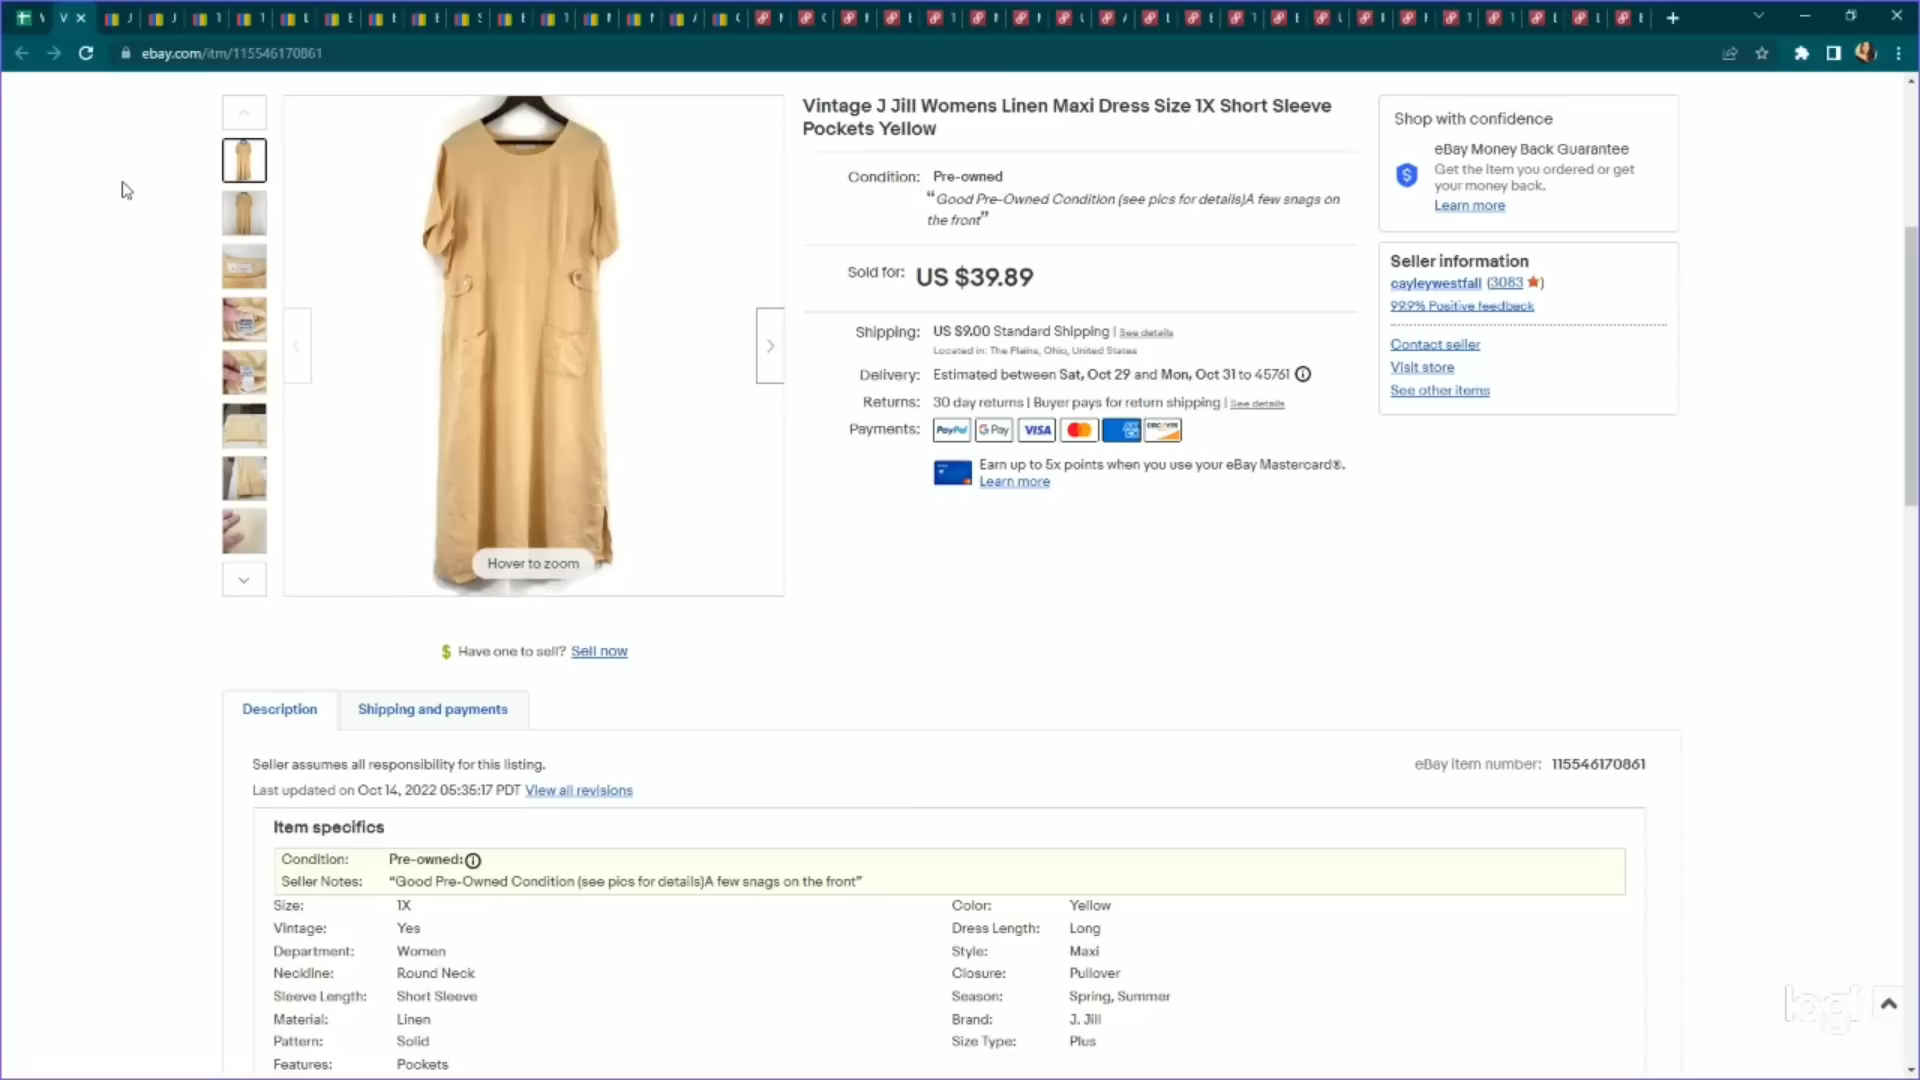 ebay.com/itm/115546170861
Vintage J Jill Womens Linen Maxi Dress Size 1X Short Sleeve
Pockets Yellow
Condition: Pre-owned
"Good Pre-Owned Condition (see pics for details)A few snags on
the front"
Sold for: US $39.89
Shipping: US $9.00 Standard Shipping | See details
Located in: The Plains, Ohio, United States
Delivery: Estimated between Sat, Oct 29 and Mon, Oct 31 to 45761
Returns: 30 day returns | Buyer pays for return shipping | See details
Payments: PayPal G Pay VISA DISCOVER
Earn up to 5x points when you use your eBay Mastercard®.
Learn more
Shop with confidence
eBay Money Back Guarantee
Get the item you ordered or get
your money back.
Learn more
Seller information
cayleywestfall (3083)
99.9% Positive feedback
Contact seller
Visit store
See other items
Hover to zoom
Have one to sell? Sell now
Description
Shipping and payments
Seller assumes all responsibility for this listing.
eBay item number: 115546170861
Last updated on Oct 14, 2022 05:35:17 PDT View all revisions
Item specifics
Condition: Pre-owned:
Seller Notes: "Good Pre-Owned Condition (see pics for details)A few snags on the front"
Size: 1X Color: Yellow
Vintage: Yes Dress Length: Long
Department: Women Style: Maxi
Neckline: Round Neck Closure: Pullover
Sleeve Length: Short Sleeve Season: Spring, Summer
Material: Linen Brand: J. Jill
Pattern: Solid Size Type: Plus
Features: Pockets
logi